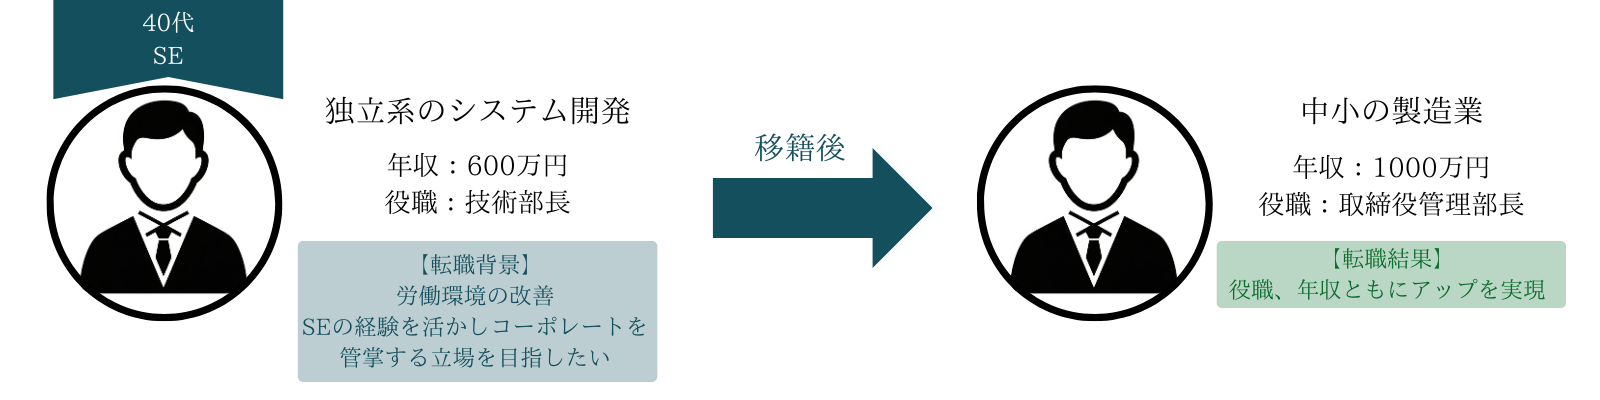 40代
SE
独立系のシステム開発
年収：600万円
役職：技術部長
【転職背景】
労働環境の改善
SEの経験を活かしコーポレートを
管掌する立場を目指したい
移籍後
中小の製造業
年収：1000万円
役職：取締役管理部長
【転職結果】
役職、年収ともにアップを実現